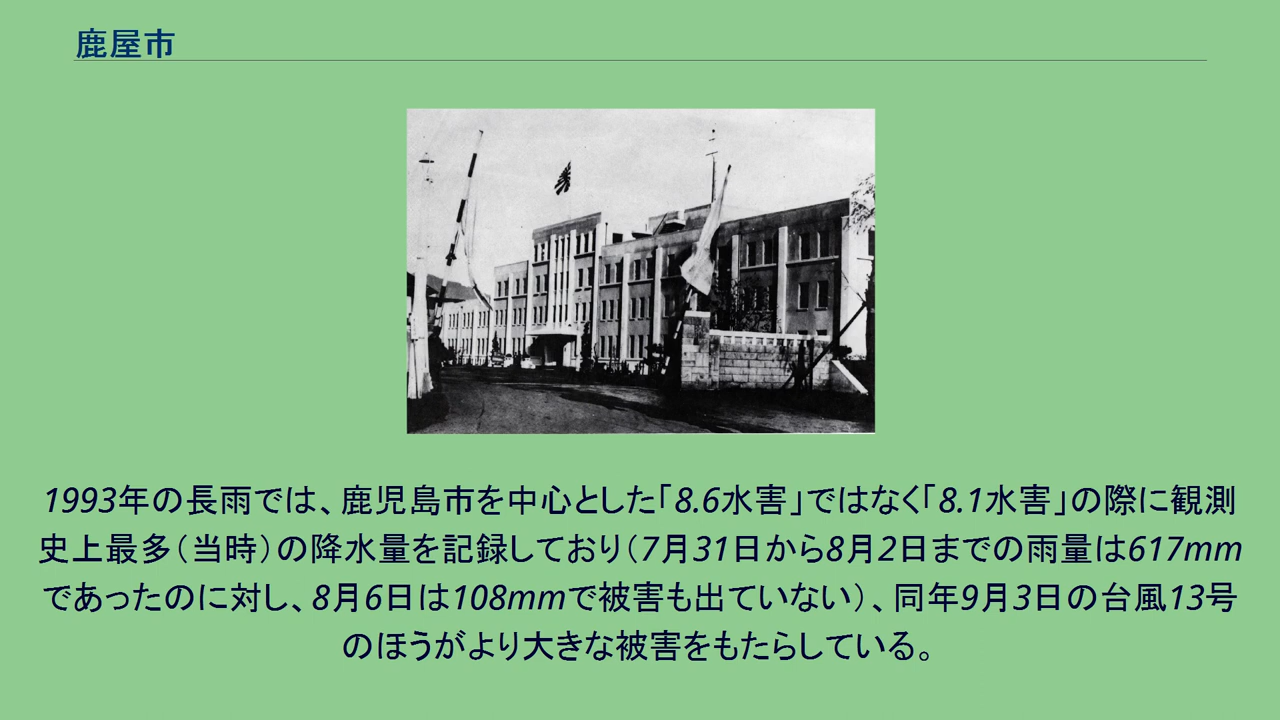 鹿屋市
1993年の長雨では、鹿児島市を中心とした「8.6水害」ではなく「8.1水害」の際に観測
史上最多（当時）の降水量を記録しており（7月31日から8月2日までの雨量は617mm
であったのに対し、8月6日は108mmで被害も出ていない）、同年9月3日の台風13号
のほうがより大きな被害をもたらしている。